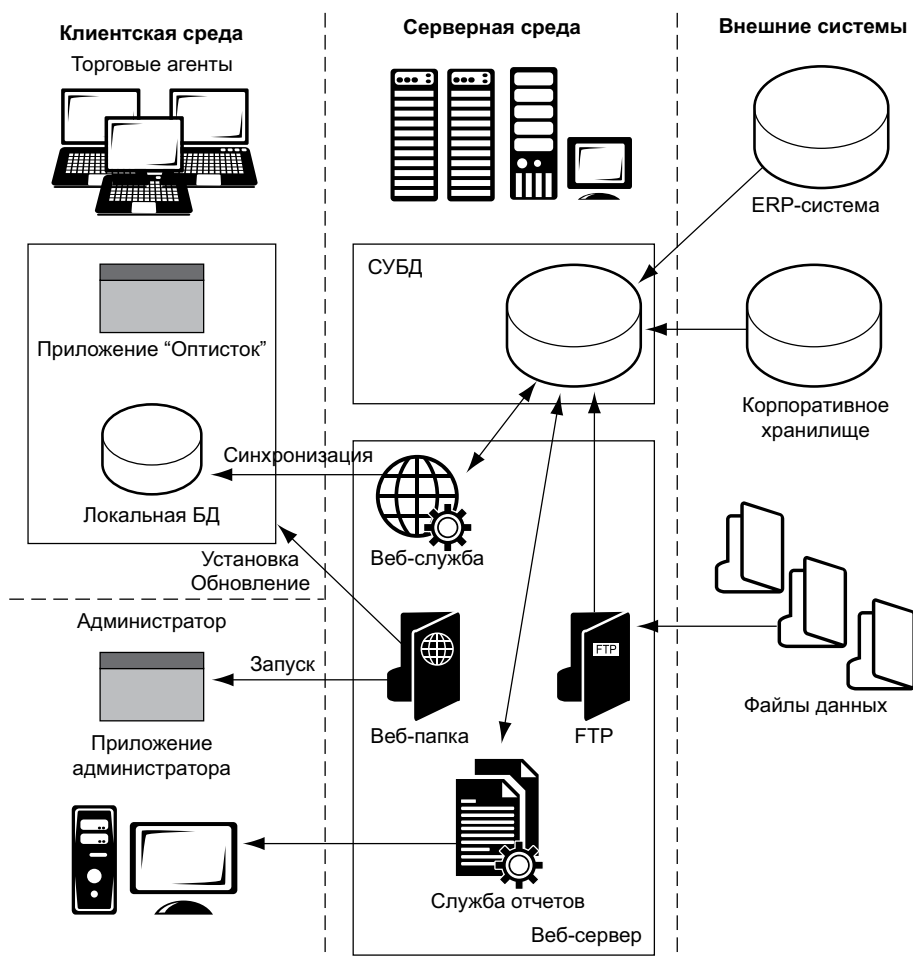 Клиентская среда
Торговые агенты
Серверная среда
Внешние системы
ERP-система
СУБД
Приложение “Оптисток”
Корпоративное
хранилище
Синхронизация
Локальная БД
Веб-служба
Установка
Обновление
Администратор
Запуск
FTP
Веб-папка
FTP
Файлы данных
Приложение
администратора
Служба отчетов
Веб-сервер